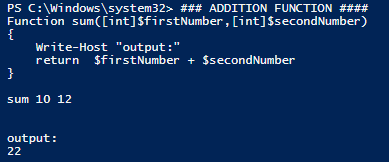 PS C:\Windows\system32> ### ADDITION FUNCTION ####
Function sum([int]$firstNumber,[int]$secondNumber)
{
    Write-Host "output:"
    return  $firstNumber + $secondNumber
}
sum 10 12
output:
22